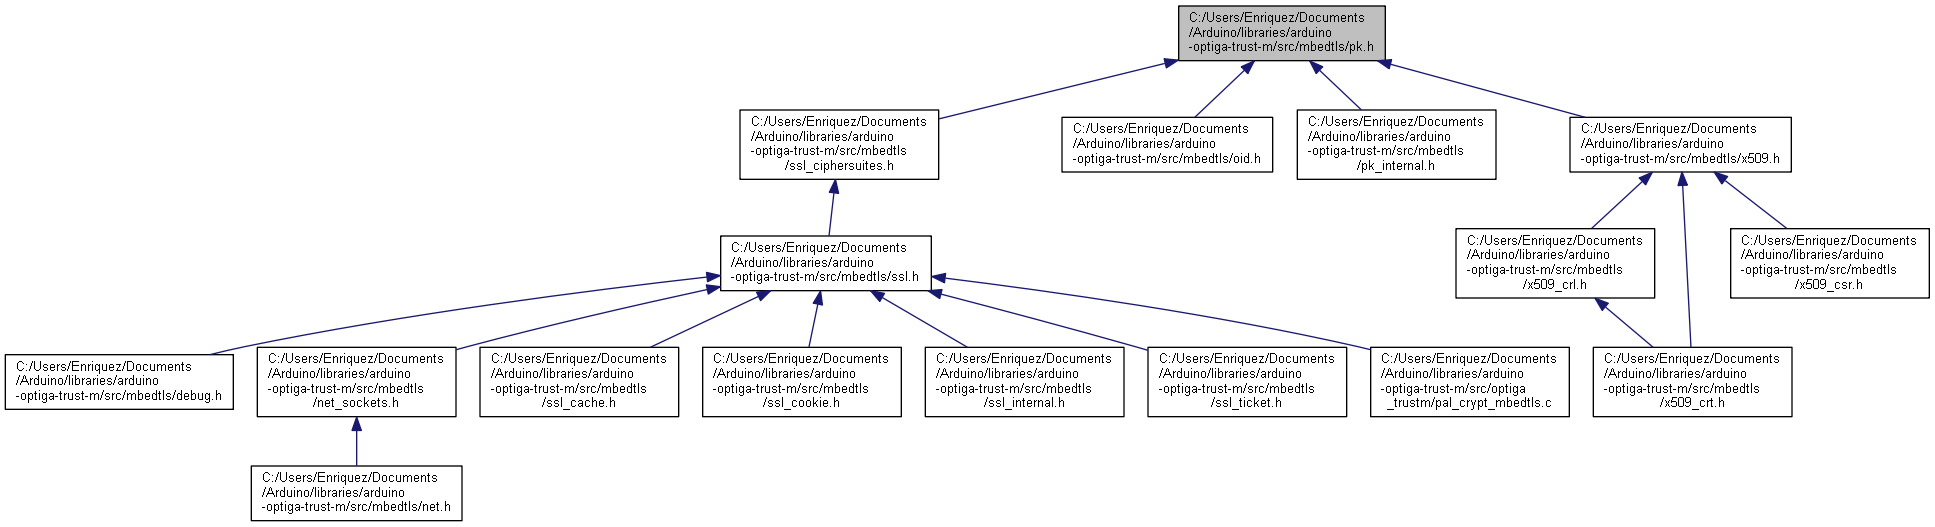 C:/Users/Enriquez/Documents
/Arduino/libraries/arduino
-optiga-trust-m/src/mbedtls/pk.h
C:/Users/Enriquez/Documents
/Arduino/libraries/arduino
-optiga-trust-m/src/mbedtls
/ssl_ciphersuites.h
C:/Users/Enriquez/Documents
/Arduino/libraries/arduino
-optiga-trust-m/src/mbedtls/oid.h
C:/Users/Enriquez/Documents
/Arduino/libraries/arduino
-optiga-trust-m/src/mbedtls
/pk_internal.h
C:/Users/Enriquez/Documents
/Arduino/libraries/arduino
-optiga-trust-m/src/mbedtls/x509.h
C:/Users/Enriquez/Documents
/Arduino/libraries/arduino
-optiga-trust-m/src/mbedtls/ssl.h
C:/Users/Enriquez/Documents
/Arduino/libraries/arduino
-optiga-trust-m/src/mbedtls
/x509_crl.h
C:/Users/Enriquez/Documents
/Arduino/libraries/arduino
-optiga-trust-m/src/mbedtls
/x509_csr.h
C:/Users/Enriquez/Documents
/Arduino/libraries/arduino
-optiga-trust-m/src/mbedtls/debug.h
C:/Users/Enriquez/Documents
/Arduino/libraries/arduino
-optiga-trust-m/src/mbedtls
/net_sockets.h
C:/Users/Enriquez/Documents
/Arduino/libraries/arduino
-optiga-trust-m/src/mbedtls
/ssl_cache.h
C:/Users/Enriquez/Documents
/Arduino/libraries/arduino
-optiga-trust-m/src/mbedtls
/ssl_cookie.h
C:/Users/Enriquez/Documents
/Arduino/libraries/arduino
-optiga-trust-m/src/mbedtls
/ssl_internal.h
C:/Users/Enriquez/Documents
/Arduino/libraries/arduino
-optiga-trust-m/src/mbedtls
/ssl_ticket.h
C:/Users/Enriquez/Documents
/Arduino/libraries/arduino
-optiga-trust-m/src/optiga
_trustm/pal_crypt_mbedtls.c
C:/Users/Enriquez/Documents
/Arduino/libraries/arduino
-optiga-trust-m/src/mbedtls
/x509_crt.h
C:/Users/Enriquez/Documents
/Arduino/libraries/arduino
-optiga-trust-m/src/mbedtls/net.h